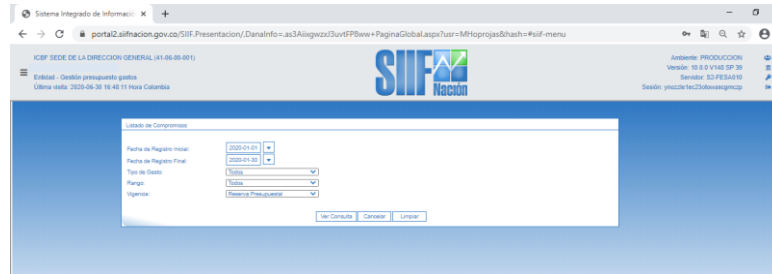 Sistema Integrado de Informació
portal2.siifnacion.gov.co/SIIF.Presentacion/,DanaInfo=.as3AiisgwzxJ3uvtFP8ww+PaginaGlobal.aspx?usr=MHoprojas&hash=#siif-menu
ICBF SEDE DE LA DIRECCION GENERAL (41-06-00-001)
Entidad - Gestión presupuesto gastos
Última visita: 2020-06-30 16:48:11 Hora Colombia
SIIF
Nación
Ambiente: PRODUCCION
Versión: 10.8.0 V148 SP 39
Servidor: S2-FESA010
Listado de Compromisos
Fecha de Registro Inicial: 2020-01-01
Fecha de Registro Final: 2020-01-30
Tipo de Gasto: Todos
Rango: Todos
Vigencia: Reserva Presupuestal
Ver Consulta Cancelar Limpiar